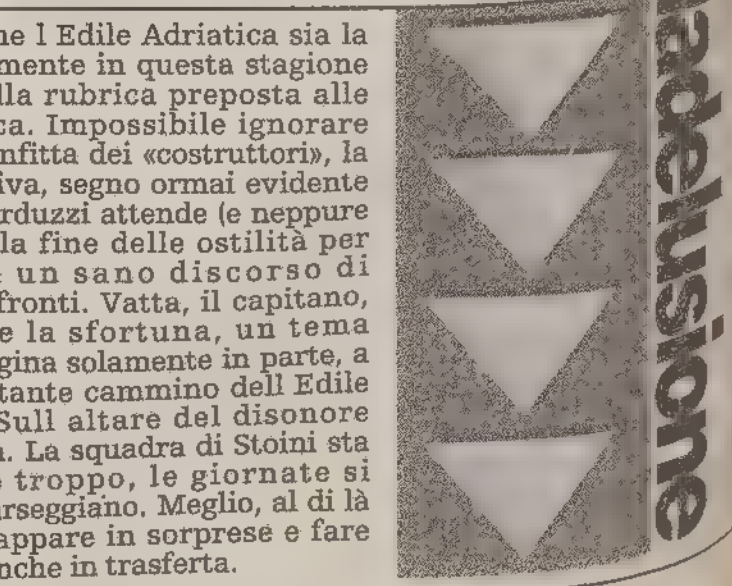 ne l Edile Adriatica sia la
mente in questa stagione
lla rubrica preposta alle
ca. Impossibile ignorare
nfitta dei «costruttori», la
iva, segno ormai evidente
rduzzi attende (e neppure
la fine delle ostilità per
un sano discorso di
fronti. Vatta, il capitano,
e la sfortuna, un tema
gina solamente in parte, a
tante cammino dell Edile
Sull altare del disonore
a. La squadra di Stoini sta
e troppo, le giornate si
arseggiano. Meglio, al di là
appare in sorprese e fare
nche in trasferta.
adelusione